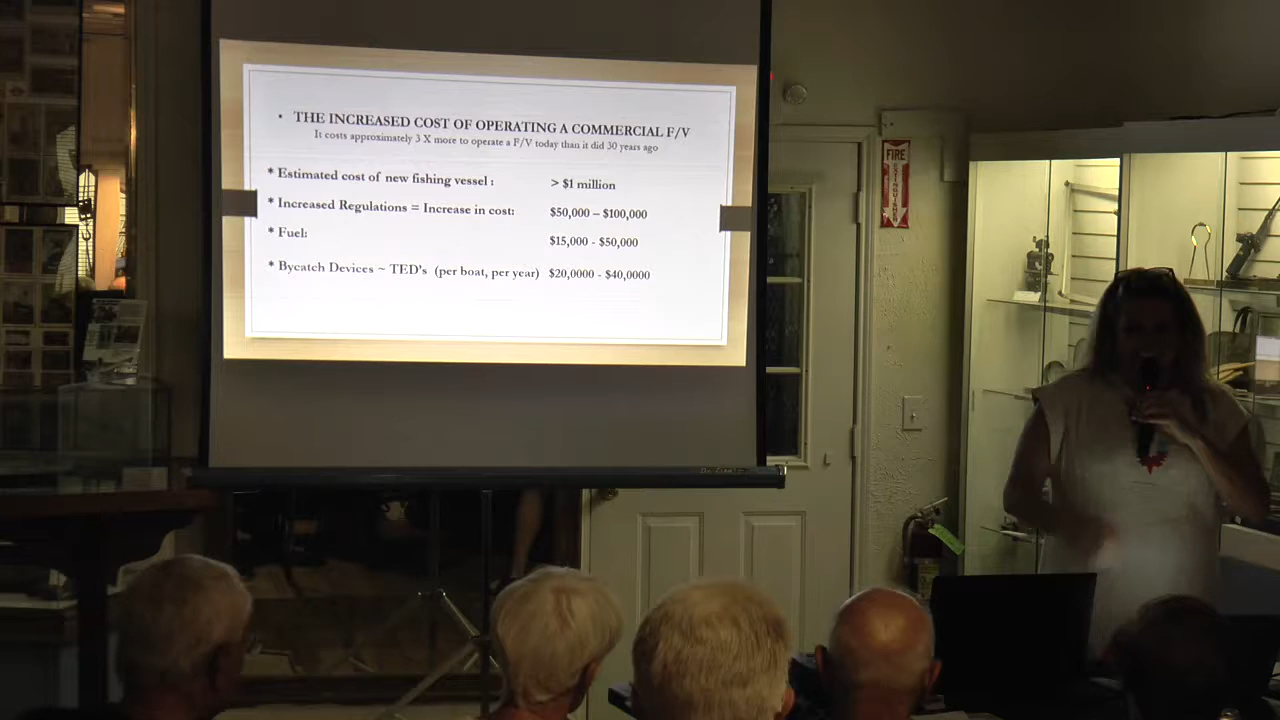 • THE INCREASED COST OF OPERATING A COMMERCIAL F/V
It costs approximately 3 X more to operate a F/V today than it did 30 years ago
* Estimated cost of new fishing vessel : > $1 million
* Increased Regulations = Increase in cost: $50,000 – $100,000
* Fuel: $15,000 - $50,000
* Bycatch Devices ~ TED's (per boat, per year) $20,0000 - $40,0000
FIRE
EXTINGUISHER